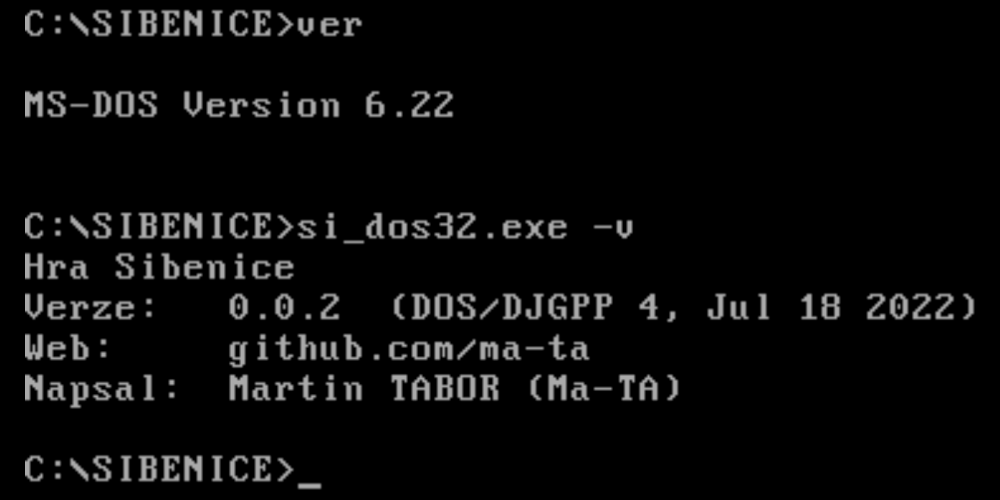 C:\SIBENICE>ver
MS-DOS Version 6.22
C:\SIBENICE>si_dos32.exe -v
Hra Sibenice
Verze:   0.0.2  (DOS/DJGPP 4, Jul 18 2022)
Web:     github.com/ma-ta
Napsal:  Martin TABOR (Ma-TA)
C:\SIBENICE>_